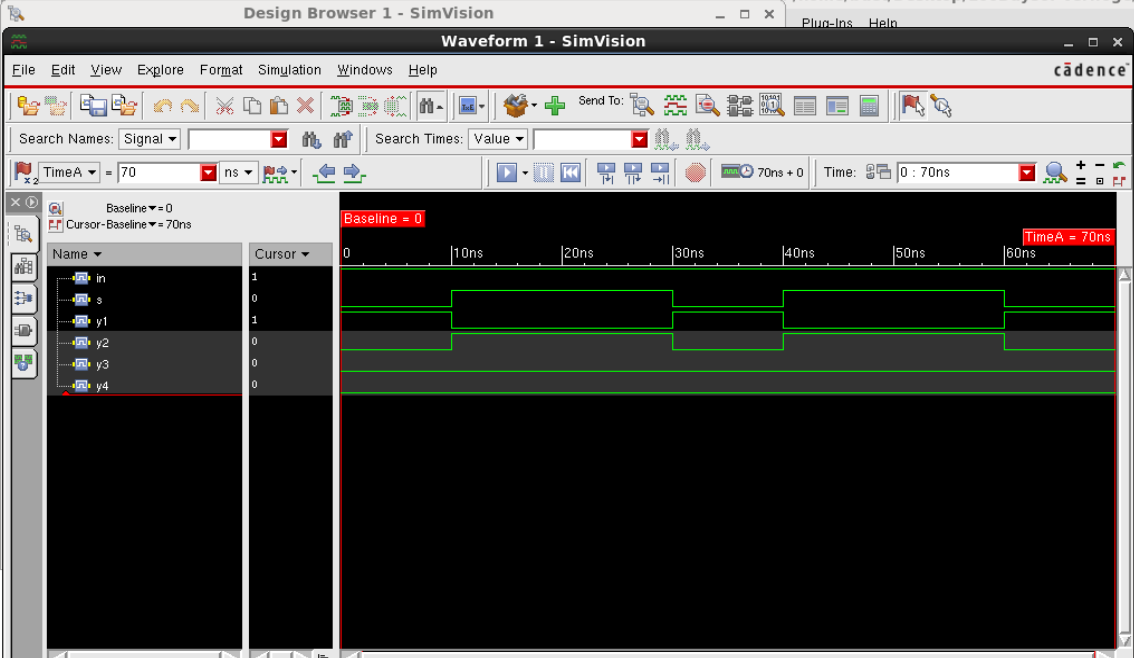 Design Browser 1 - SimVision
Plug-Ins Help
Waveform 1 - SimVision
File Edit View Explore Format Simulation Windows Help
cādence
Send To:
Search Names: Signal
Search Times: Value
x2 TimeA = 70 ns
70ns + 0
Time: 0 : 70ns
Baseline = 0
Cursor-Baseline = 70ns
Baseline = 0
TimeA = 70ns
Name Cursor
0 10ns 20ns 30ns 40ns 50ns 60ns
in 1
s 0
y1 1
y2 0
y3 0
y4 0